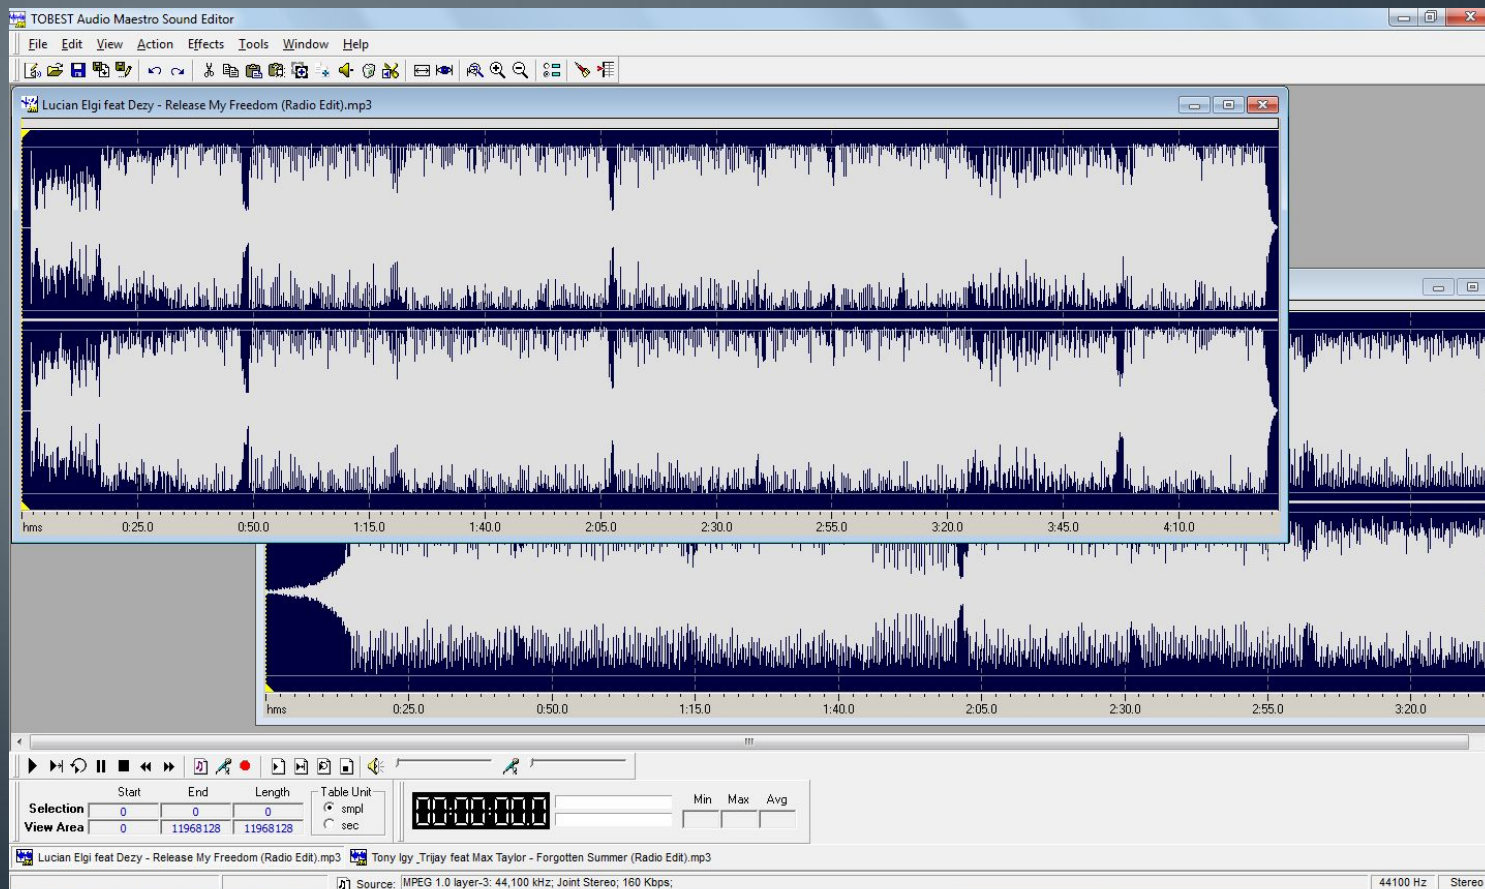 TOBEST Audio Maestro Sound Editor
File Edit View Action Effects Tools Window Help
Lucian Elgi feat Dezy - Release My Freedom (Radio Edit).mp3
hms 0:25.0 0:50.0 1:15.0 1:40.0 2:05.0 2:30.0 2:55.0 3:20.0 3:45.0 4:10.0
hms 0:25.0 0:50.0 1:15.0 1:40.0 2:05.0 2:30.0 2:55.0 3:20.0
Start End Length Table Unit
Selection 0 0 0 smpl
View Area 0 11968128 11968128 sec
00:00:00.0
Min Max Avg
Lucian Elgi feat Dezy - Release My Freedom (Radio Edit).mp3 Tony Igy _Trijay feat Max Taylor - Forgotten Summer (Radio Edit).mp3
Source: MPEG 1.0 layer-3: 44,100 kHz; Joint Stereo; 160 Kbps; 44100 Hz Stereo